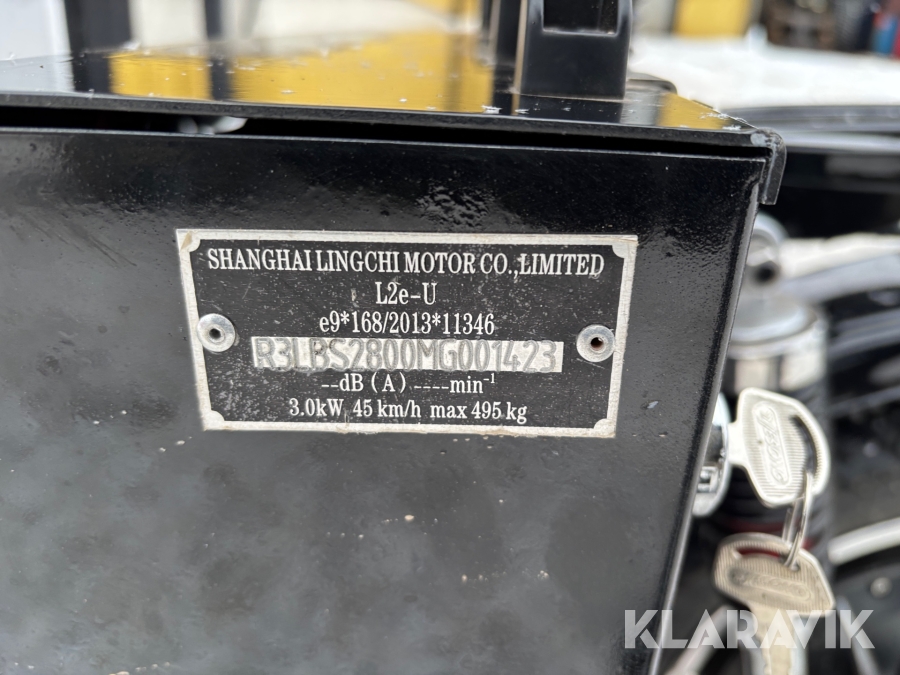 SHANGHAI LINGCHI MOTOR CO.,LIMITED
L2e-U
e9*168/2013*11346
R3LBS2800MG001423
--dB (A) ----min-1
3.0kW 45 km/h max 495 kg
KLARAVIK